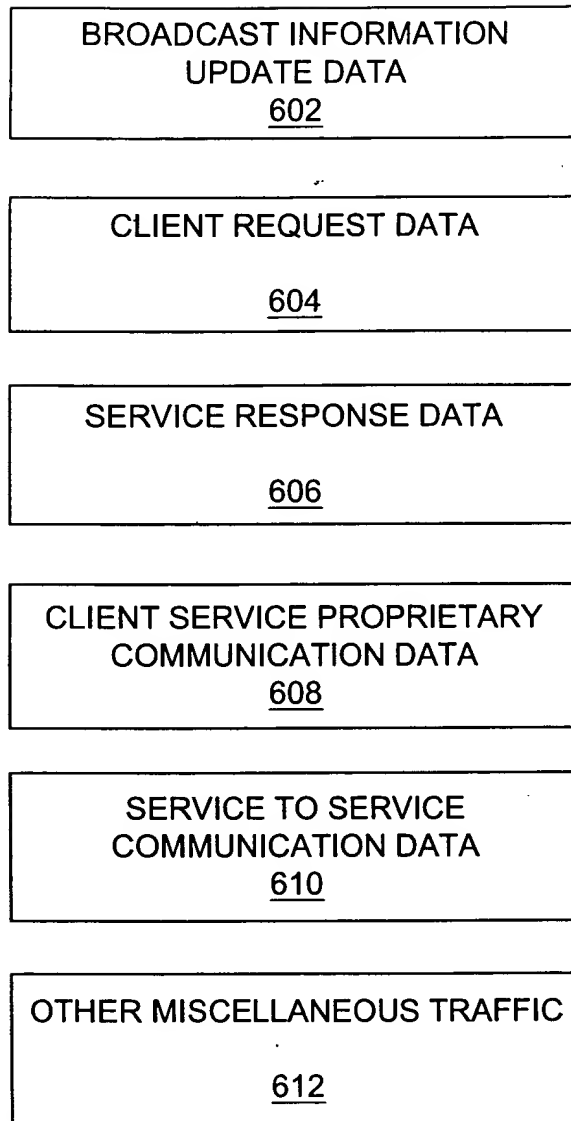 BROADCAST INFORMATION
UPDATE DATA
602
CLIENT REQUEST DATA
604
SERVICE RESPONSE DATA
606
CLIENT SERVICE PROPRIETARY
COMMUNICATION DATA
608
SERVICE TO SERVICE
COMMUNICATION DATA
610
OTHER MISCELLANEOUS TRAFFIC
612